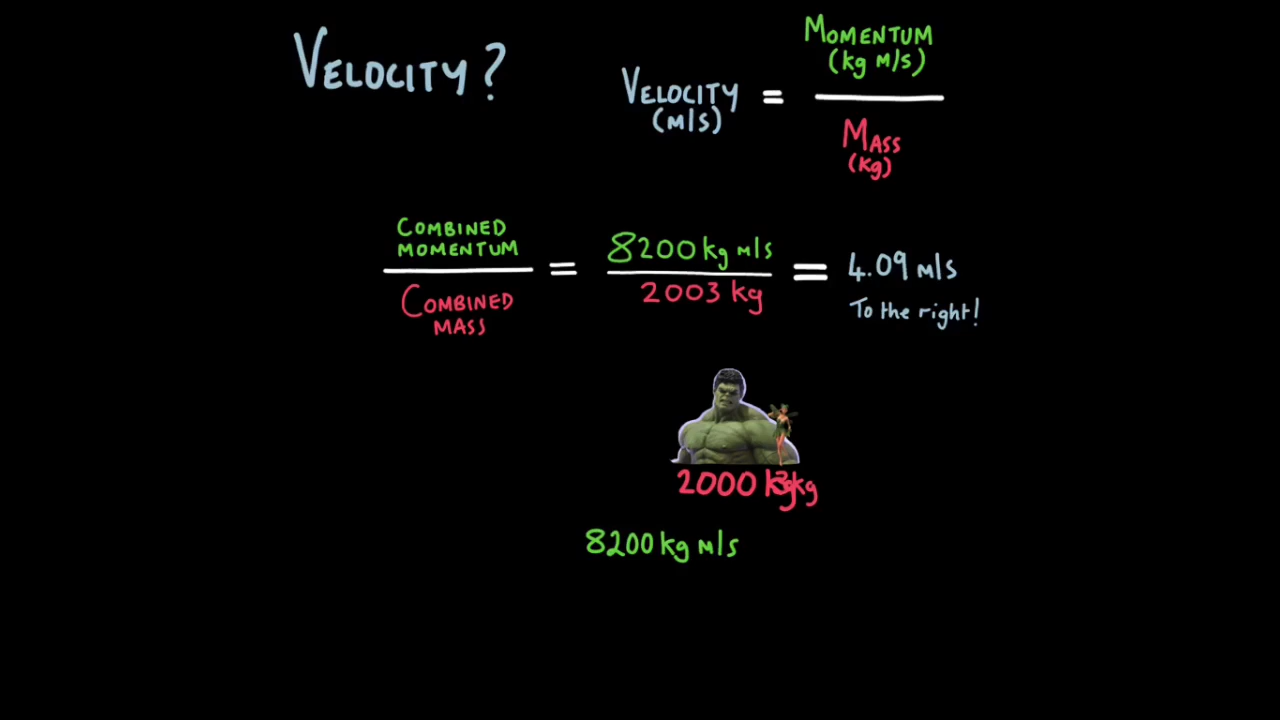 VELOCITY?
VELOCITY
(m/s)
=
MOMENTUM
(kg m/s)
MASS
(kg)
COMBINED
MOMENTUM
COMBINED
MASS
=
8200 kg m/s
2003 kg
=
4.09 m/s
To the right!
2000 kg
3kg
8200 kg m/s